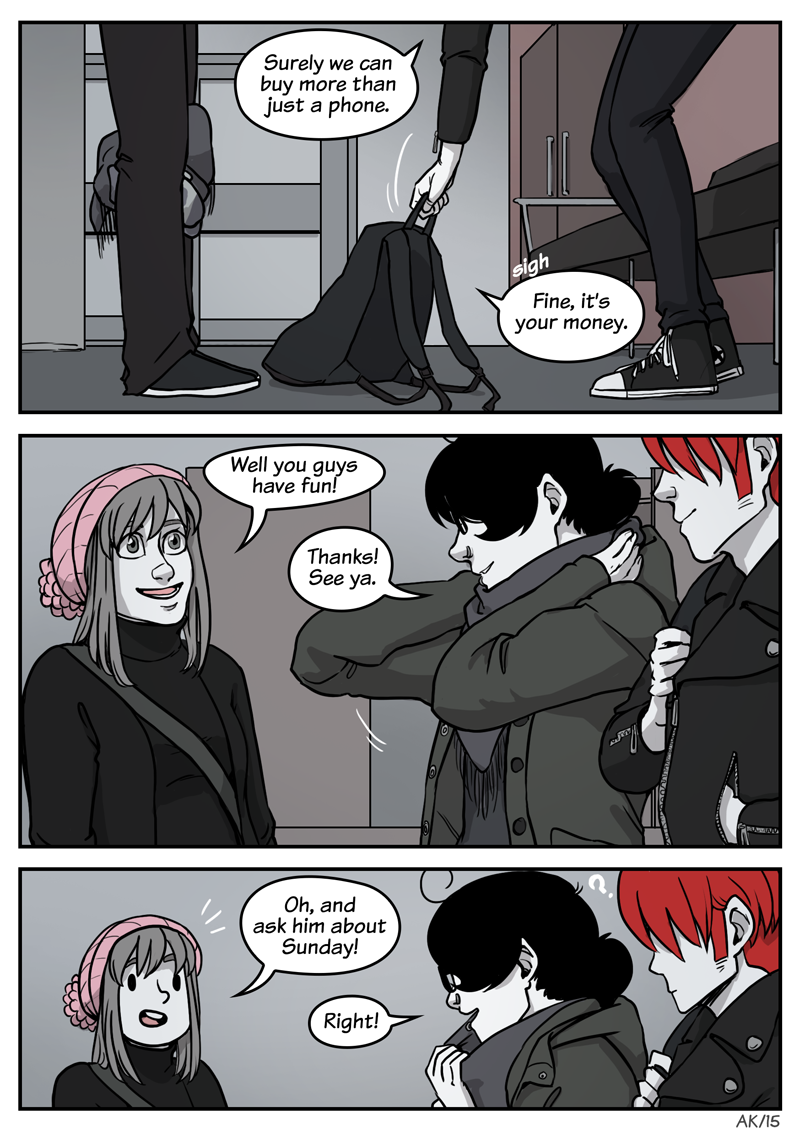 Surely we can
buy more than
just a phone.
sigh
Fine, it's
your money.
Well you guys
have fun!
Thanks!
See ya.
Oh, and
ask him about
Sunday!
?
Right!
AK/15